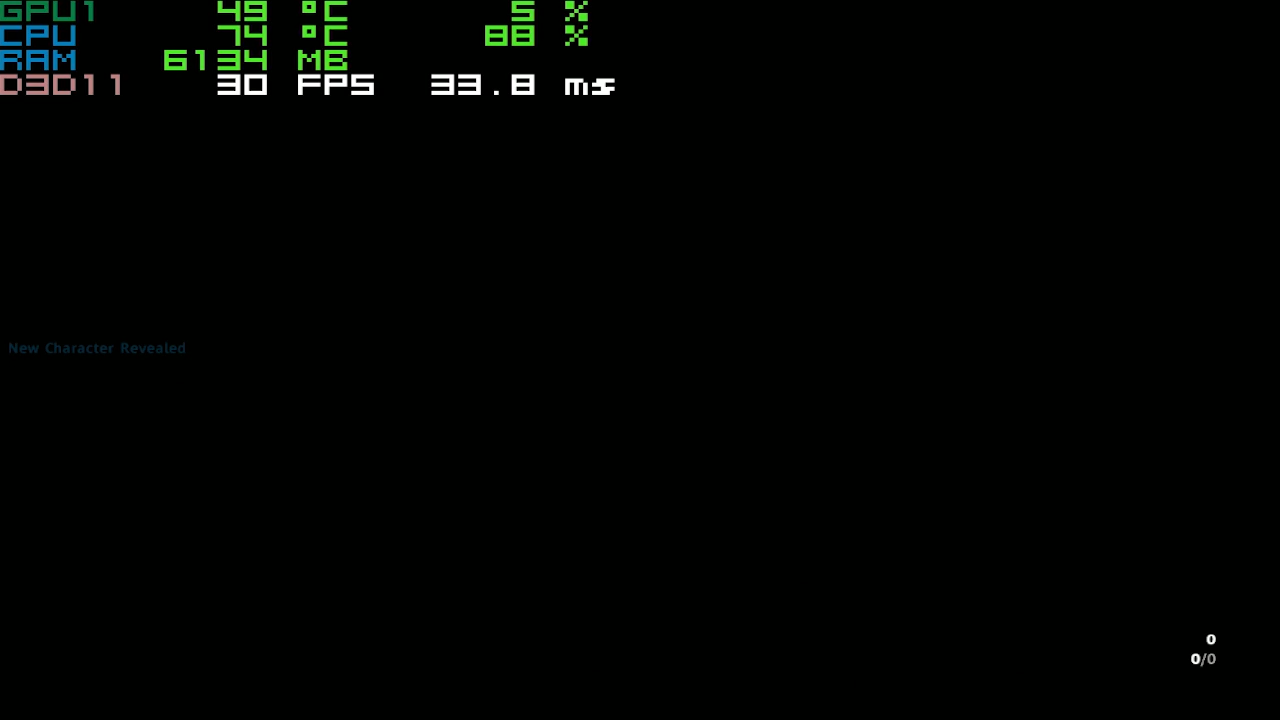 GPU1 49 °C 5 %
CPU 74 °C 88 %
RAM 6134 MB
D3D11 30 FPS 33.8 ms
New Character Revealed
0
0/0